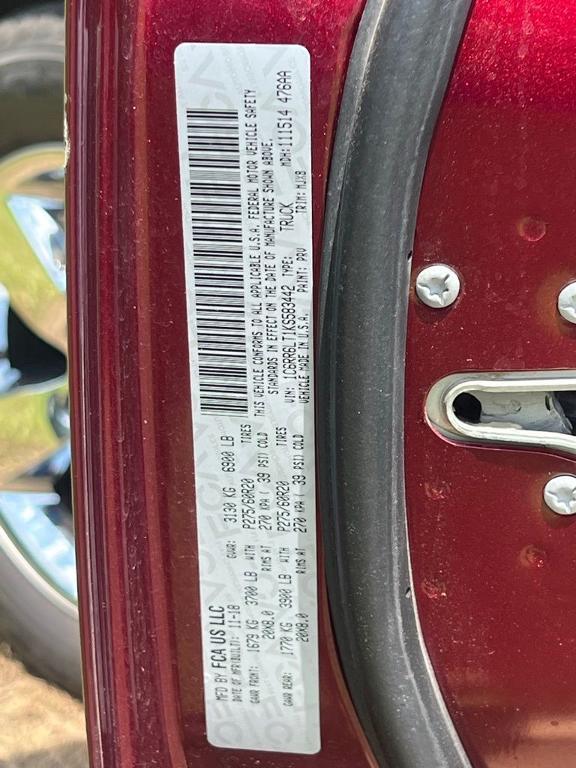 MFD BY FCA US LLC
DATE OF MFR(BUILT): 11-18 GVWR: 3130 KG 6900 LB
GAWR FRONT: 1679 KG 3700 LB WITH P275/60R20 TIRES
20X8.0 RIMS AT 270 KPA ( 39 PSI) COLD
GAWR REAR: 1770 KG 3900 LB WITH P275/60R20 TIRES
20X8.0 RIMS AT 270 KPA ( 39 PSI) COLD
THIS VEHICLE CONFORMS TO ALL APPLICABLE U.S.A. FEDERAL MOTOR VEHICLE SAFETY
STANDARDS IN EFFECT ON THE DATE OF MANUFACTURE SHOWN ABOVE.
VIN: 1C6RR6LT1KS583442 TYPE: TRUCK MDH: 111514 476AA
VEHICLE MADE IN U.S.A. PAINT: PRV TRIM: MJX8